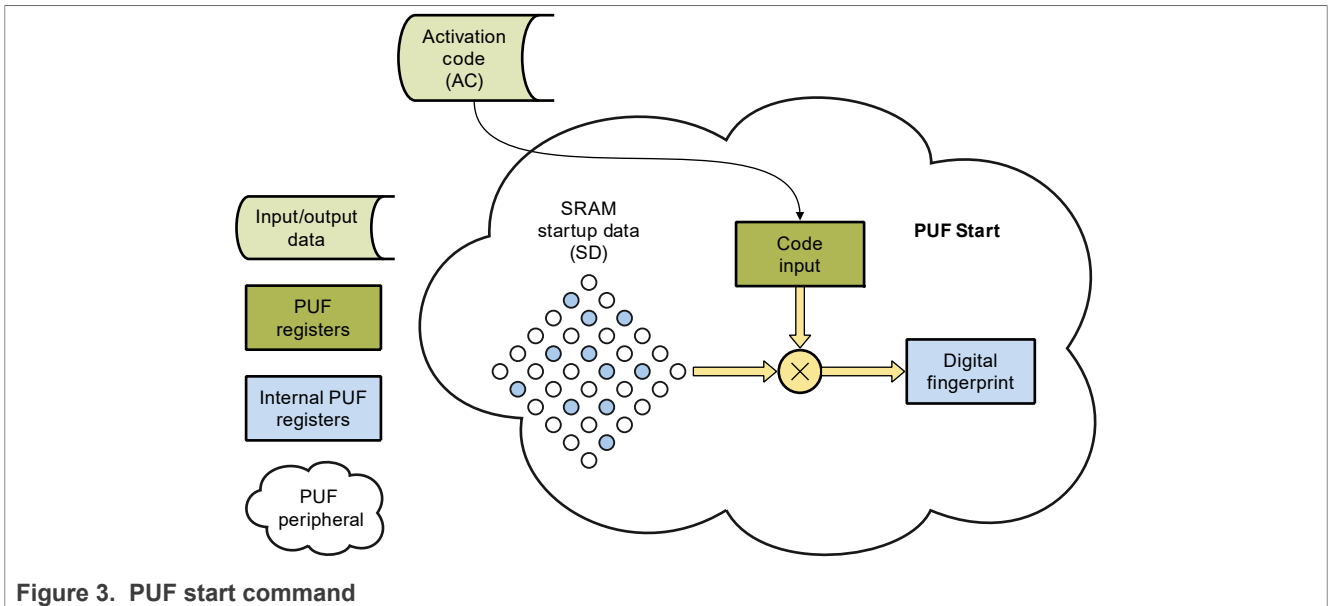 Activation
code
(AC)
Input/output
data
SRAM
startup data
(SD)
Code
input
PUF Start
PUF
registers
Digital
fingerprint
Internal PUF
registers
PUF
peripheral
Figure 3. PUF start command